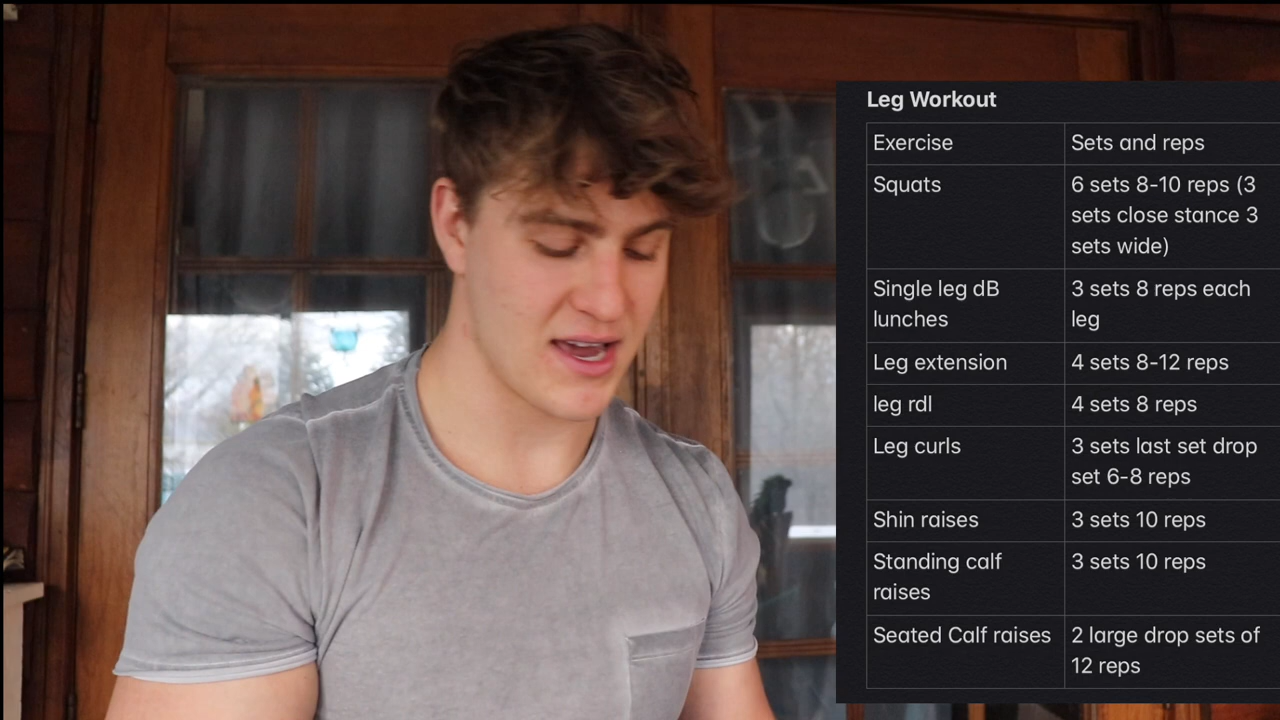 Leg Workout
Exercise
Sets and reps
Squats
6 sets 8-10 reps (3
sets close stance 3
sets wide)
Single leg dB
lunches
3 sets 8 reps each
leg
Leg extension
4 sets 8-12 reps
leg rdl
4 sets 8 reps
Leg curls
3 sets last set drop
set 6-8 reps
Shin raises
3 sets 10 reps
Standing calf
raises
3 sets 10 reps
Seated Calf raises
2 large drop sets of
12 reps